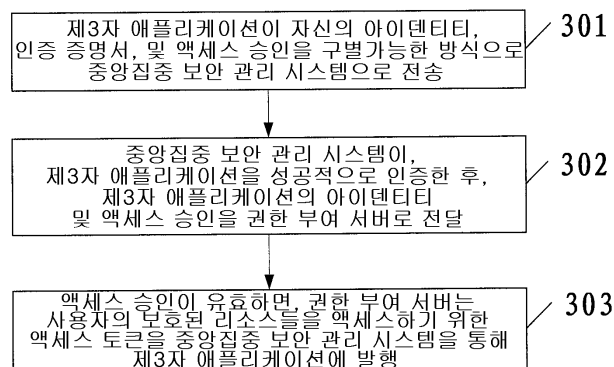 제3자 애플리케이션이 자신의 아이덴티티,
인증 증명서, 및 액세스 승인을 구별가능한 방식으로
중앙집중 보안 관리 시스템으로 전송
301
중앙집중 보안 관리 시스템이,
제3자 애플리케이션을 성공적으로 인증한 후,
제3자 애플리케이션의 아이덴티티
및 액세스 승인을 권한 부여 서버로 전달
302
액세스 승인이 유효하면, 권한 부여 서버는
사용자의 보호된 리소스들을 액세스하기 위한
액세스 토큰을 중앙집중 보안 관리 시스템을 통해
제3자 애플리케이션에 발행
303